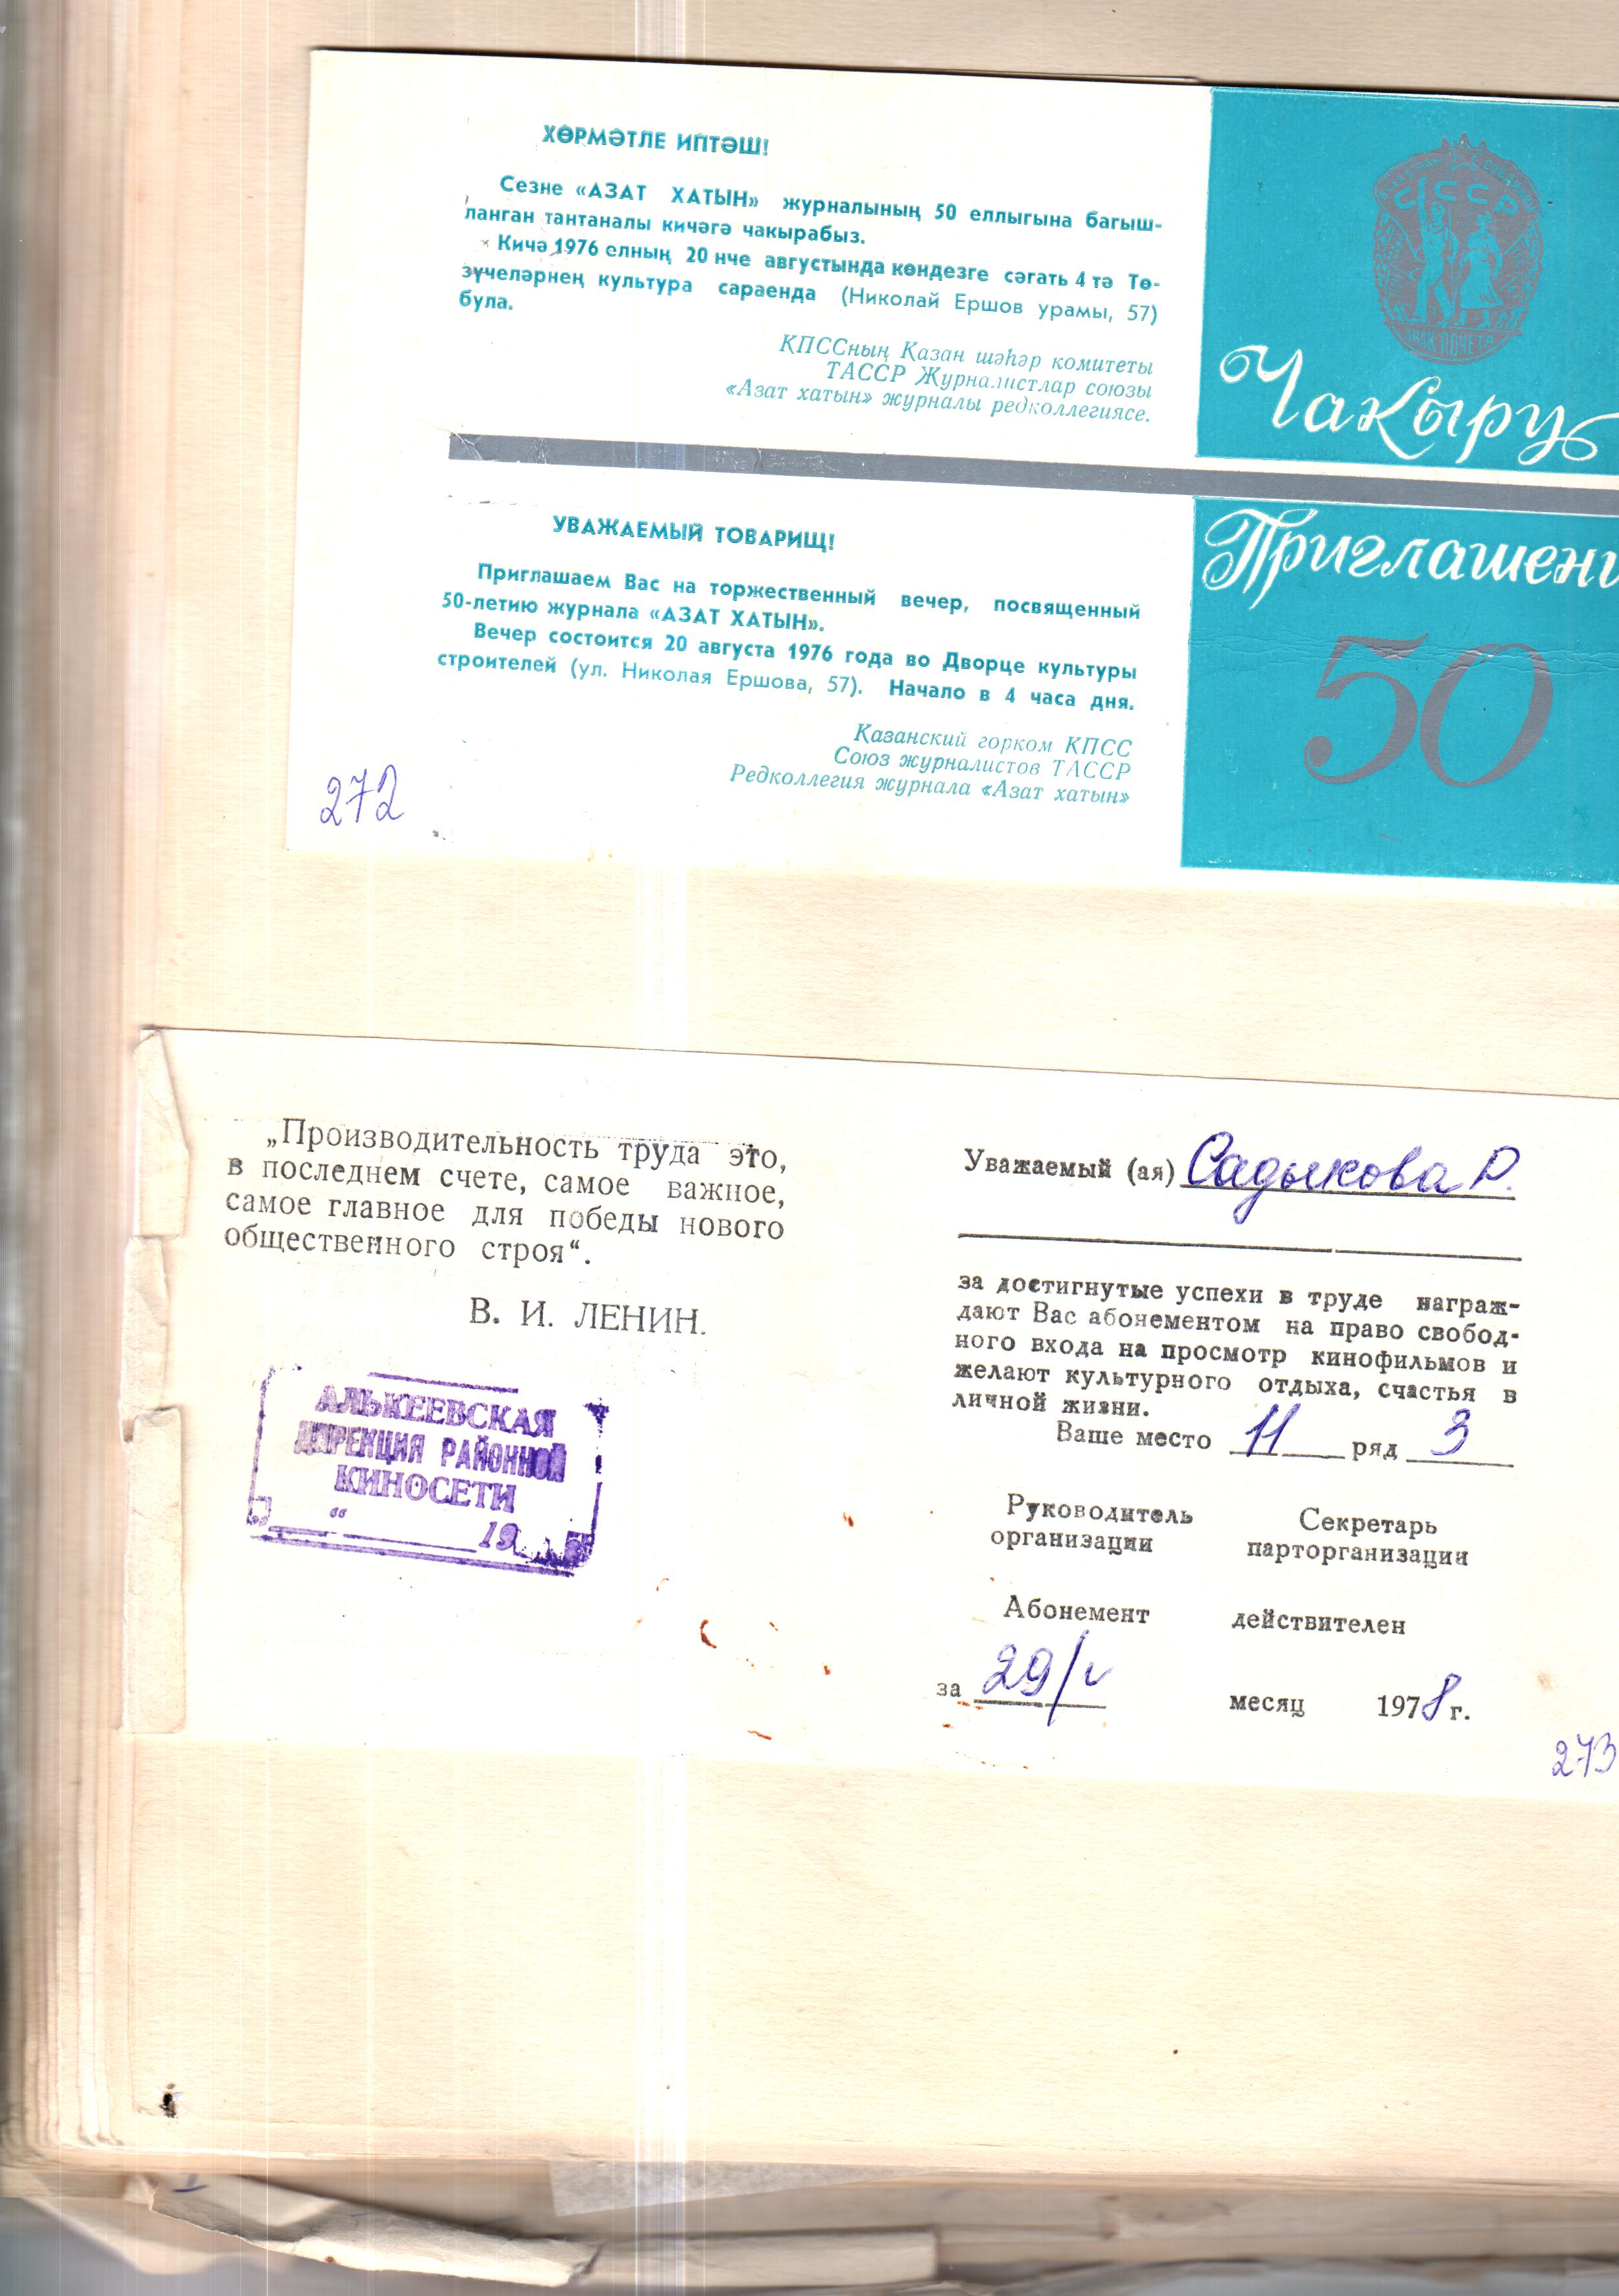 ХӨРМӘТЛЕ ИПТӘШ!
Сезне «АЗАТ ХАТЫН» журналының 50 еллыгына багыш-
ланган тантаналы кичәгә чакырабыз.
Кичә 1976 елның 20 нче августында көндезге сәгать 4 тә Тө-
зүчеләрнең культура сараенда (Николай Ершов урамы, 57)
була.
КПССның Казан шәһәр комитеты
ТАССР Журналистлар союзы
«Азат хатын» журналы редколлегиясе.
СССР
ЗНАК ПОЧЕТА
Чакыру
УВАЖАЕМЫЙ ТОВАРИЩ!
Приглашаем Вас на торжественный вечер, посвященный
50-летию журнала «АЗАТ ХАТЫН».
Вечер состоится 20 августа 1976 года во Дворце культуры
строителей (ул. Николая Ершова, 57). Начало в 4 часа дня.
Казанский горком КПСС
Союз журналистов ТАССР
Редколлегия журнала «Азат хатын»
Приглашени
50
272
„Производительность труда это,
в последнем счете, самое важное,
самое главное для победы нового
общественного строя“.
В. И. ЛЕНИН.
АЛЬКЕЕВСКАЯ
ДИРЕКЦИЯ РАЙОННОЙ
КИНОСЕТИ
“ 19
Уважаемый (ая) Садыкова Р.
за достигнутые успехи в труде награж-
дают Вас абонементом на право свобод-
ного входа на просмотр кинофильмов и
желают культурного отдыха, счастья в
личной жизни.
Ваше место 11 ряд 3
Руководитель Секретарь
организации парторганизации
Абонемент действителен
за 29/V месяц 1978 г.
273